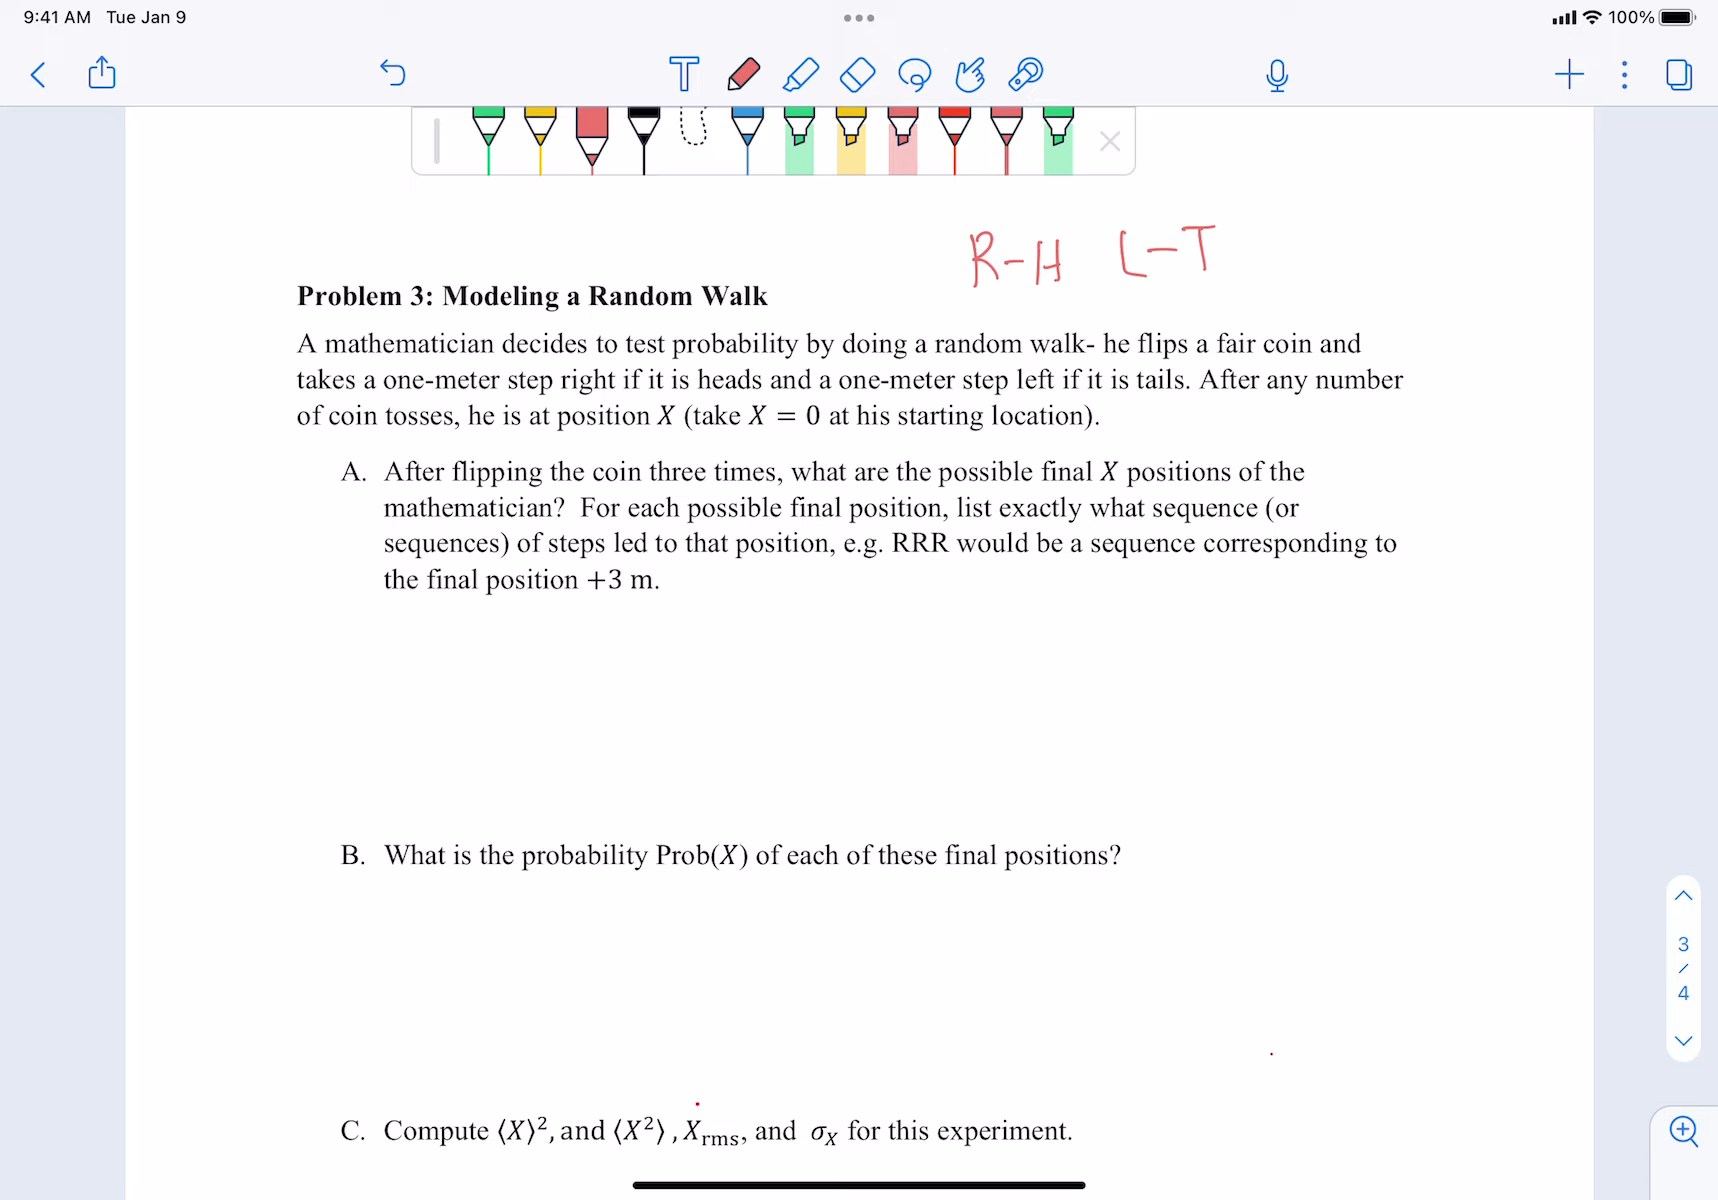 9:41 AM Tue Jan 9
100%
T
R-H L-T
Problem 3: Modeling a Random Walk
A mathematician decides to test probability by doing a random walk- he flips a fair coin and
takes a one-meter step right if it is heads and a one-meter step left if it is tails. After any number
of coin tosses, he is at position X (take X = 0 at his starting location).
A. After flipping the coin three times, what are the possible final X positions of the
mathematician? For each possible final position, list exactly what sequence (or
sequences) of steps led to that position, e.g. RRR would be a sequence corresponding to
the final position +3 m.
B. What is the probability Prob(X) of each of these final positions?
3
/
4
C. Compute ⟨X⟩², and ⟨X²⟩, Xrms, and σX for this experiment.